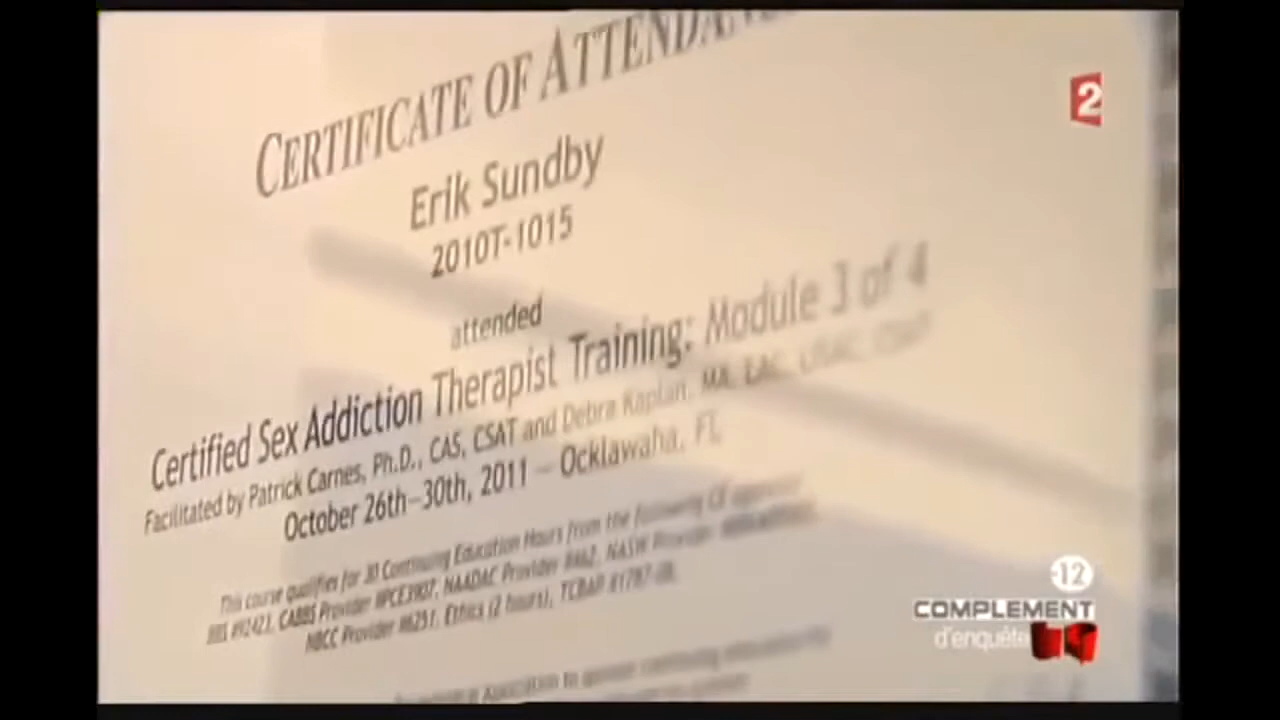 CERTIFICATE OF
Erik Sundby
2010T-1015
attended
Certified Sex Addiction Therapist Training: Module 3 of 4
Facilitated by Patrick Carnes, Ph.D., CAS, CSAT and Debra Kaplan, MA,
October 26th–30th, 2011 – Ocklawaha, FL
This course qualifies for 30 Continuing Education Hours from the following
CABBS Provider NAADAC Provider NASW Provider
NBCC Provider Ethics (2 hours), TCBAP
2
-12
COMPLEMENT
d'enquête